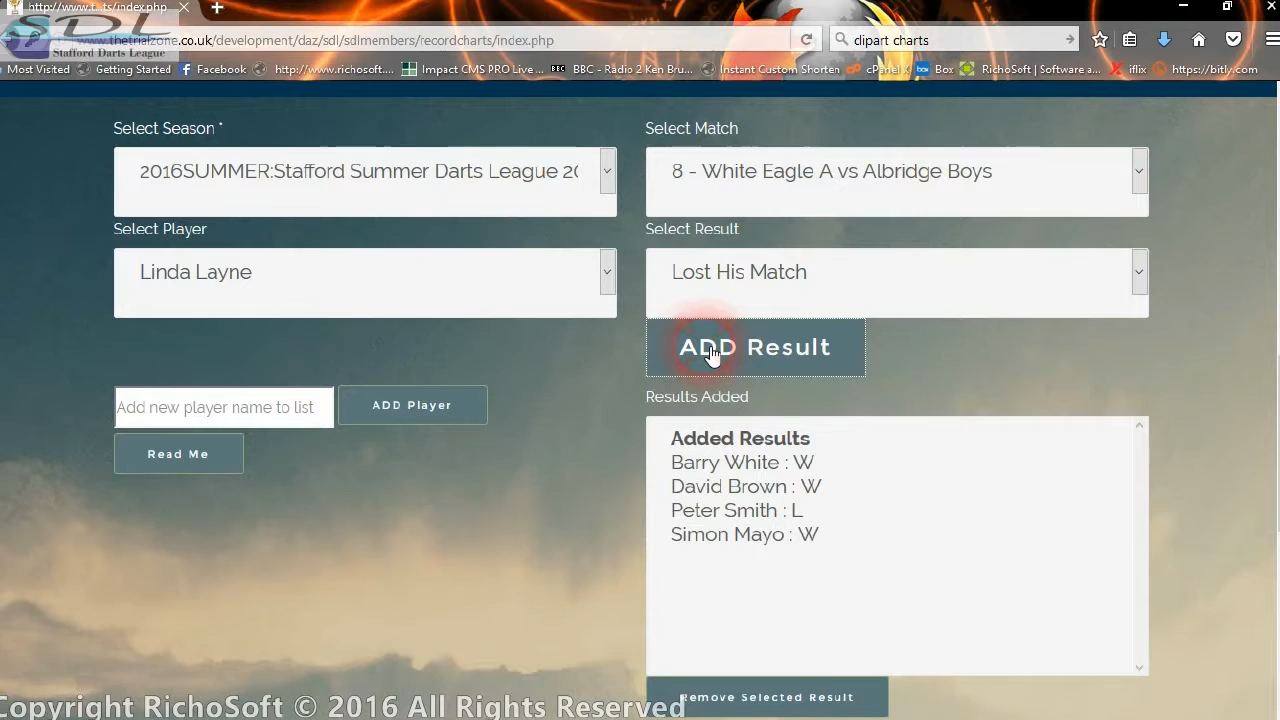 http://www.t...ts/index.php
SDL
Stafford Darts League
www.thetrialzone.co.uk/development/daz/sdl/sdlmembers/recordcharts/index.php
clipart charts
Most Visited
Getting Started
Facebook
http://www.richosoft....
Impact CMS PRO Live ...
BBC - Radio 2 Ken Bru...
Instant Custom Shorten
cPanel X
Box
RichoSoft | Software a...
iflix
https://bitly.com
Select Season *
Select Match
2016SUMMER:Stafford Summer Darts League 20
8 - White Eagle A vs Albridge Boys
Select Player
Select Result
Linda Layne
Lost His Match
ADD Result
Results Added
Add new player name to list
ADD Player
Read Me
Added Results
Barry White : W
David Brown : W
Peter Smith : L
Simon Mayo : W
Remove Selected Result
Copyright RichoSoft © 2016 All Rights Reserved